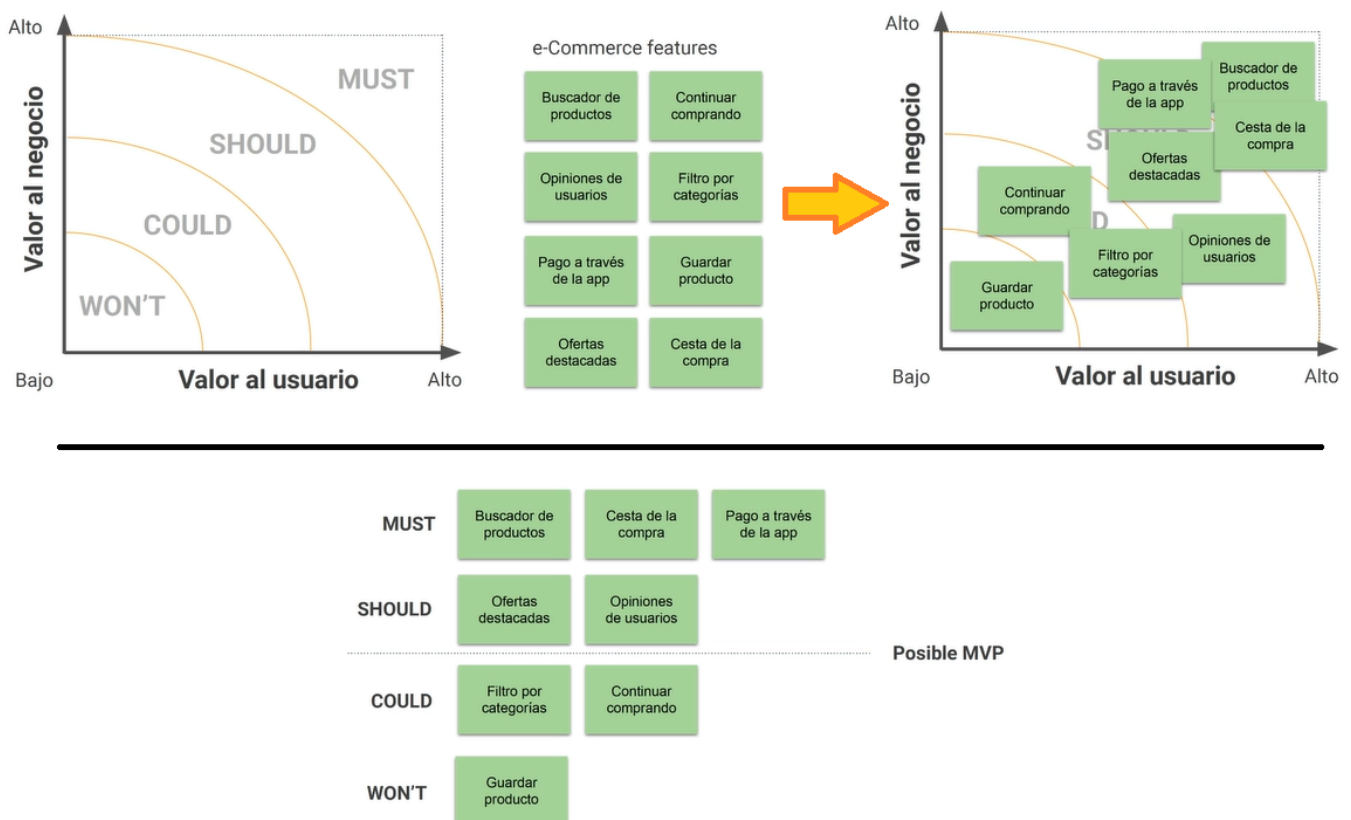 Alto
Valor al negocio
MUST
SHOULD
COULD
WON'T
Bajo
Valor al usuario
Alto
e-Commerce features
Buscador de
productos
Continuar
comprando
Opiniones de
usuarios
Filtro por
categorías
Pago a través
de la app
Guardar
producto
Ofertas
destacadas
Cesta de la
compra
Alto
Valor al negocio
Buscador de
productos
Pago a través
de la app
Cesta de la
compra
Ofertas
destacadas
Continuar
comprando
Opiniones de
usuarios
Filtro por
categorías
Guardar
producto
Bajo
Valor al usuario
Alto
MUST
Buscador de
productos
Cesta de la
compra
Pago a través
de la app
SHOULD
Ofertas
destacadas
Opiniones
de usuarios
Posible MVP
COULD
Filtro por
categorías
Continuar
comprando
WON'T
Guardar
producto